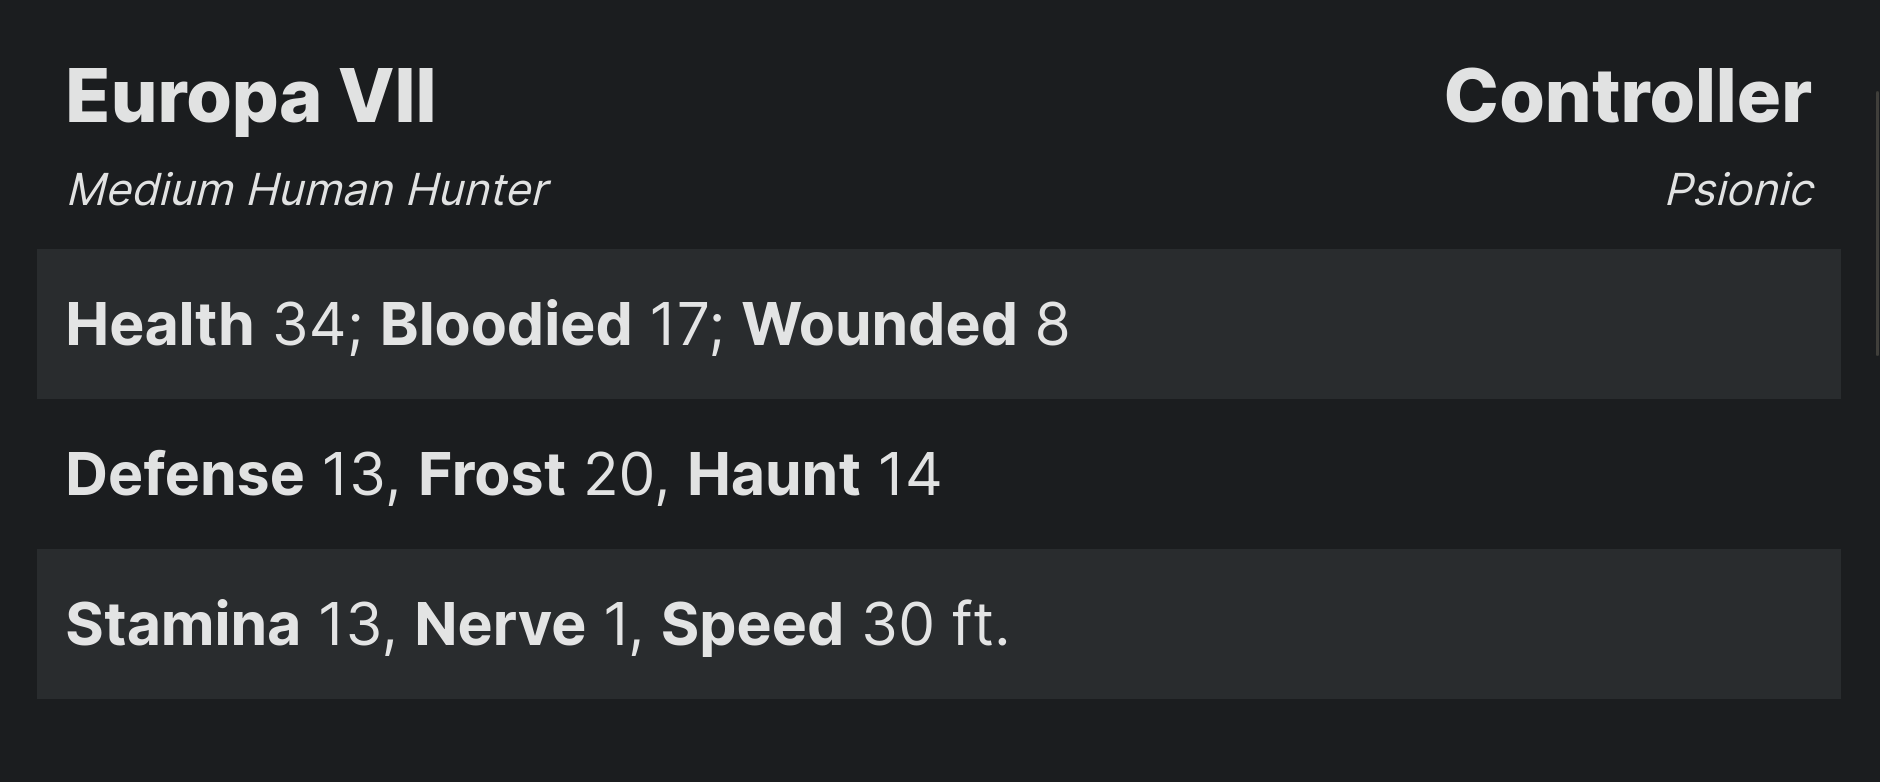 Europa VII Controller
Medium Human Hunter Psionic
Health 34; Bloodied 17; Wounded 8
Defense 13, Frost 20, Haunt 14
Stamina 13, Nerve 1, Speed 30 ft.